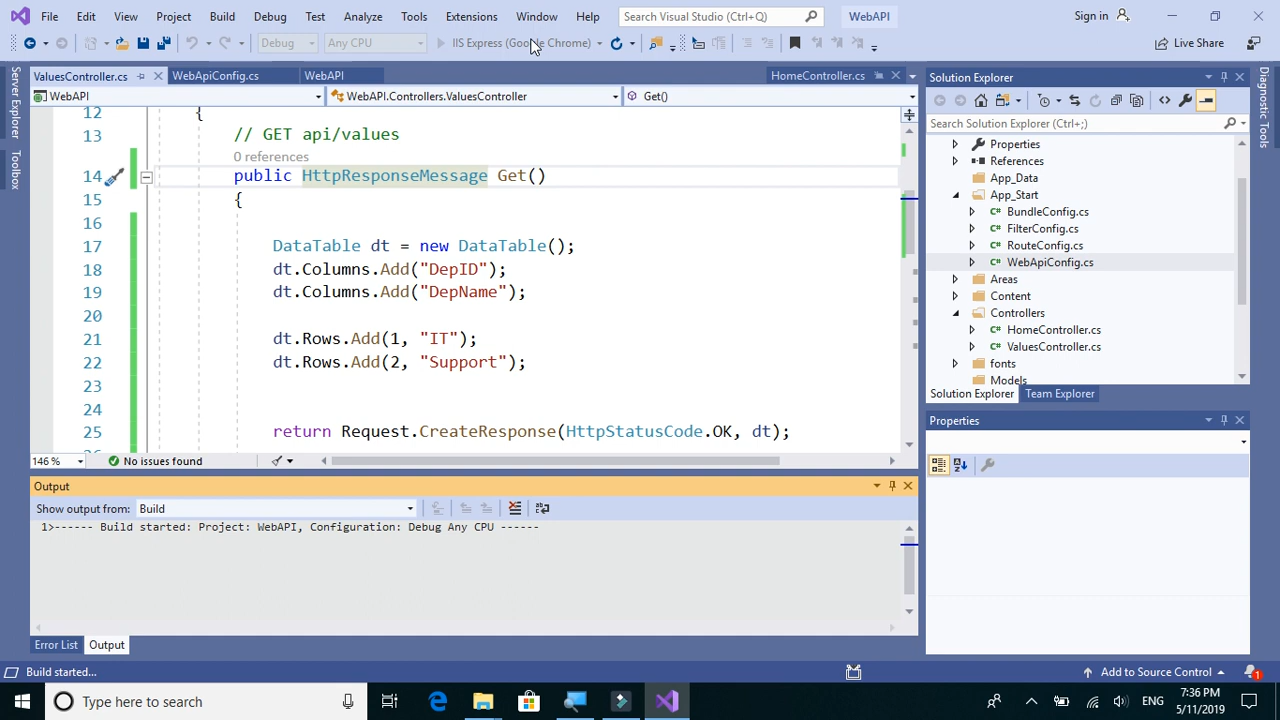 File Edit View Project Build Debug Test Analyze Tools Extensions Window Help Search Visual Studio (Ctrl+Q) WebAPI Sign in
Debug Any CPU IIS Express (Google Chrome) Live Share
Server Explorer
Toolbox
ValuesController.cs WebApiConfig.cs WebAPI HomeController.cs
WebAPI WebAPI.Controllers.ValuesController Get()
12 {
13 // GET api/values
0 references
14 public HttpResponseMessage Get()
15 {
16
17 DataTable dt = new DataTable();
18 dt.Columns.Add("DepID");
19 dt.Columns.Add("DepName");
20
21 dt.Rows.Add(1, "IT");
22 dt.Rows.Add(2, "Support");
23
24
25 return Request.CreateResponse(HttpStatusCode.OK, dt);
146 % No issues found
Output
Show output from: Build
1>------ Build started: Project: WebAPI, Configuration: Debug Any CPU ------
Error List Output
Solution Explorer
Search Solution Explorer (Ctrl+;)
Properties
References
App_Data
App_Start
C# BundleConfig.cs
C# FilterConfig.cs
C# RouteConfig.cs
C# WebApiConfig.cs
Areas
Content
Controllers
C# HomeController.cs
C# ValuesController.cs
fonts
Models
Solution Explorer Team Explorer
Properties
Diagnostic Tools
Build started... Add to Source Control 1
Type here to search ENG 7:36 PM
5/11/2019